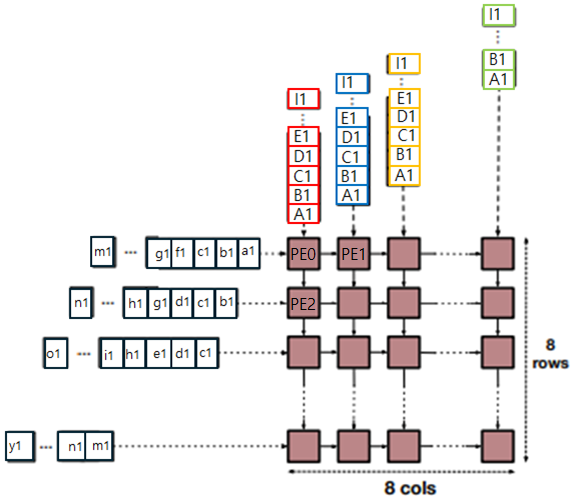 I1
I1
B1
A1
I1
E1
D1
C1
B1
A1
I1
E1
D1
C1
B1
A1
I1
E1
D1
C1
B1
A1
m1 ... g1 f1 c1 b1 a1 PE0 PE1
n1 ... h1 g1 d1 c1 b1 PE2
o1 ... i1 h1 e1 d1 c1
8 rows
y1 ... n1 m1
8 cols